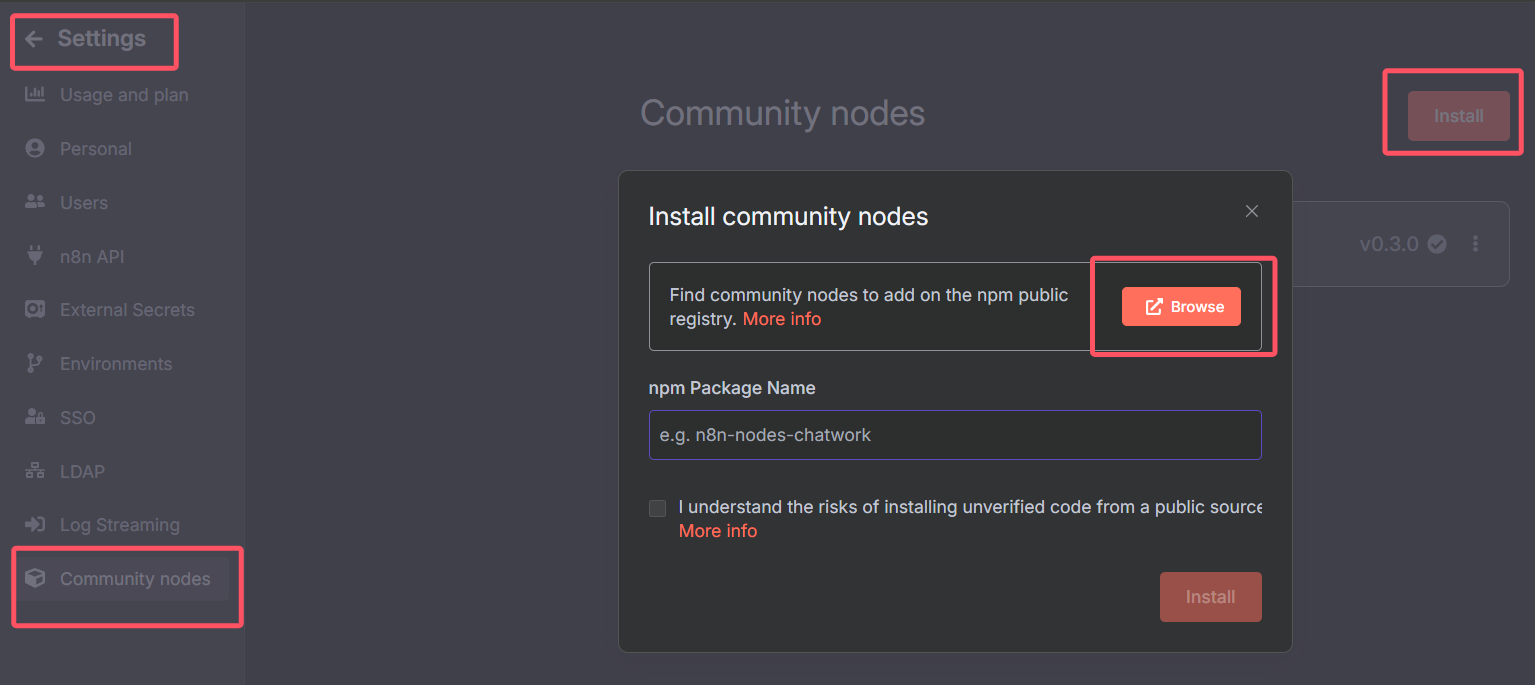 Settings
Usage and plan
Personal
Users
n8n API
External Secrets
Environments
SSO
LDAP
Log Streaming
Community nodes
Community nodes
Install
v0.3.0
Install community nodes
Find community nodes to add on the npm public
registry. More info
Browse
npm Package Name
e.g. n8n-nodes-chatwork
I understand the risks of installing unverified code from a public source
More info
Install